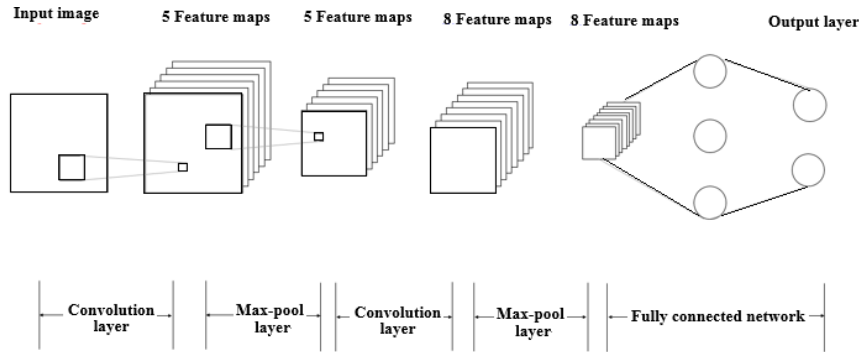 Input image
5 Feature maps
5 Feature maps
8 Feature maps
8 Feature maps
Output layer
Convolution
layer
Max-pool
layer
Convolution
layer
Max-pool
layer
Fully connected network